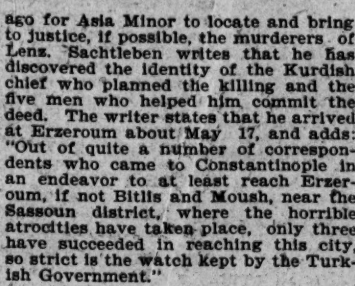 ago for Asia Minor to locate and bring
to justice, if possible, the murderers of
Lenz. Sachtleben writes that he has
discovered the identity of the Kurdish
chief who planned the killing and the
five men who helped him commit the
deed. The writer states that he arrived
at Erzeroum about May 17, and adds:
"Out of quite a number of correspon-
dents who came to Constantinople in
an endeavor to at least reach Erzer-
oum, if not Bitlis and Moush, near the
Sassoun district, where the horrible
atrocities have taken place, only three
have succeeded in reaching this city,
so strict is the watch kept by the Turk-
ish Government."